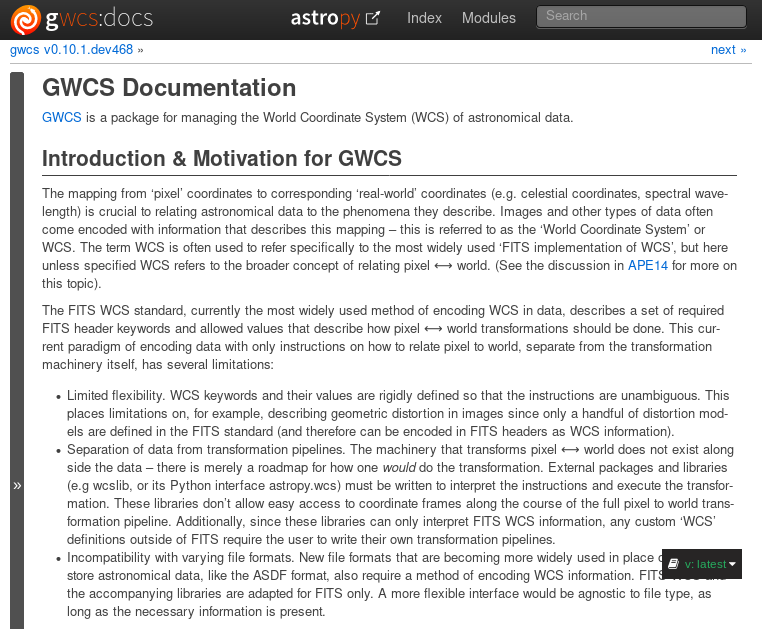 gwcs:docs
astropy
Index
Modules
Search
gwcs v0.10.1.dev468 »
next »
GWCS Documentation
GWCS is a package for managing the World Coordinate System (WCS) of astronomical data.
Introduction & Motivation for GWCS
The mapping from ‘pixel’ coordinates to corresponding ‘real-world’ coordinates (e.g. celestial coordinates, spectral wave-
length) is crucial to relating astronomical data to the phenomena they describe. Images and other types of data often
come encoded with information that describes this mapping – this is referred to as the ‘World Coordinate System’ or
WCS. The term WCS is often used to refer specifically to the most widely used ‘FITS implementation of WCS’, but here
unless specified WCS refers to the broader concept of relating pixel ⟷ world. (See the discussion in APE14 for more on
this topic).
The FITS WCS standard, currently the most widely used method of encoding WCS in data, describes a set of required
FITS header keywords and allowed values that describe how pixel ⟷ world transformations should be done. This cur-
rent paradigm of encoding data with only instructions on how to relate pixel to world, separate from the transformation
machinery itself, has several limitations:
• Limited flexibility. WCS keywords and their values are rigidly defined so that the instructions are unambiguous. This
places limitations on, for example, describing geometric distortion in images since only a handful of distortion mod-
els are defined in the FITS standard (and therefore can be encoded in FITS headers as WCS information).
• Separation of data from transformation pipelines. The machinery that transforms pixel ⟷ world does not exist along
side the data – there is merely a roadmap for how one would do the transformation. External packages and libraries
(e.g wcslib, or its Python interface astropy.wcs) must be written to interpret the instructions and execute the transfor-
mation. These libraries don’t allow easy access to coordinate frames along the course of the full pixel to world trans-
formation pipeline. Additionally, since these libraries can only interpret FITS WCS information, any custom ‘WCS’
definitions outside of FITS require the user to write their own transformation pipelines.
• Incompatibility with varying file formats. New file formats that are becoming more widely used in place
store astronomical data, like the ASDF format, also require a method of encoding WCS information. FITS
the accompanying libraries are adapted for FITS only. A more flexible interface would be agnostic to file type, as
long as the necessary information is present.
»
v: latest